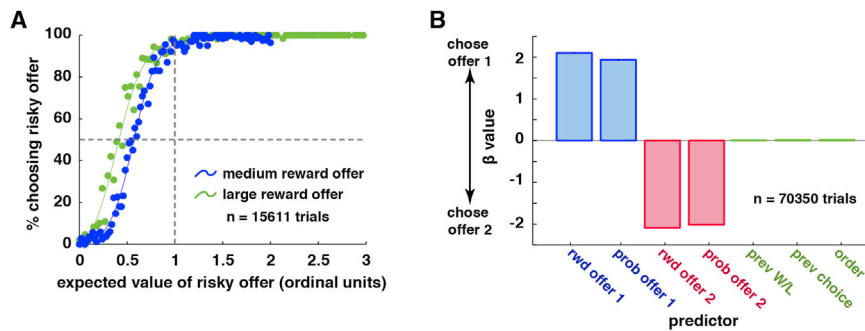 A
% choosing risky offer
100
80
60
40
20
0
medium reward offer
large reward offer
n = 15611 trials
0 0.5 1 1.5 2 2.5 3
expected value of risky offer (ordinal units)
B
chose
offer 1
chose
offer 2
β value
2
1
0
-1
-2
n = 70350 trials
rwd offer 1
prob offer 1
rwd offer 2
prob offer 2
prev W/L
prev choice
order
predictor